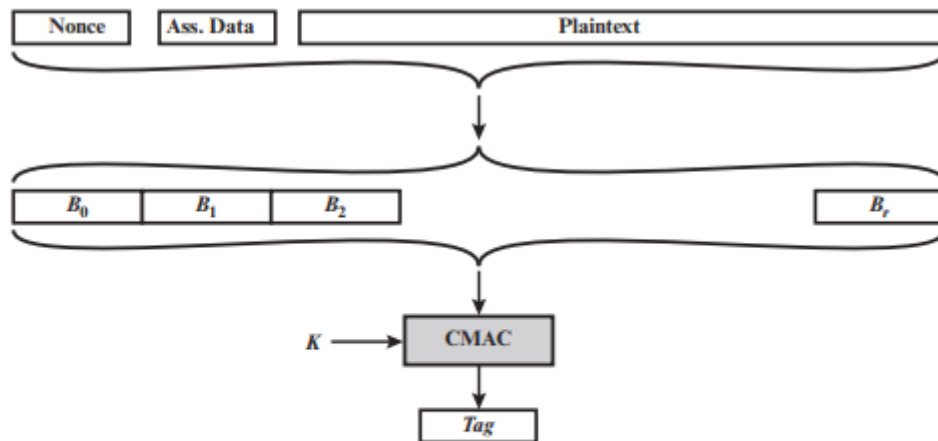 Nonce Ass. Data Plaintext
B₀ B₁ B₂ Bᵣ
K CMAC
Tag